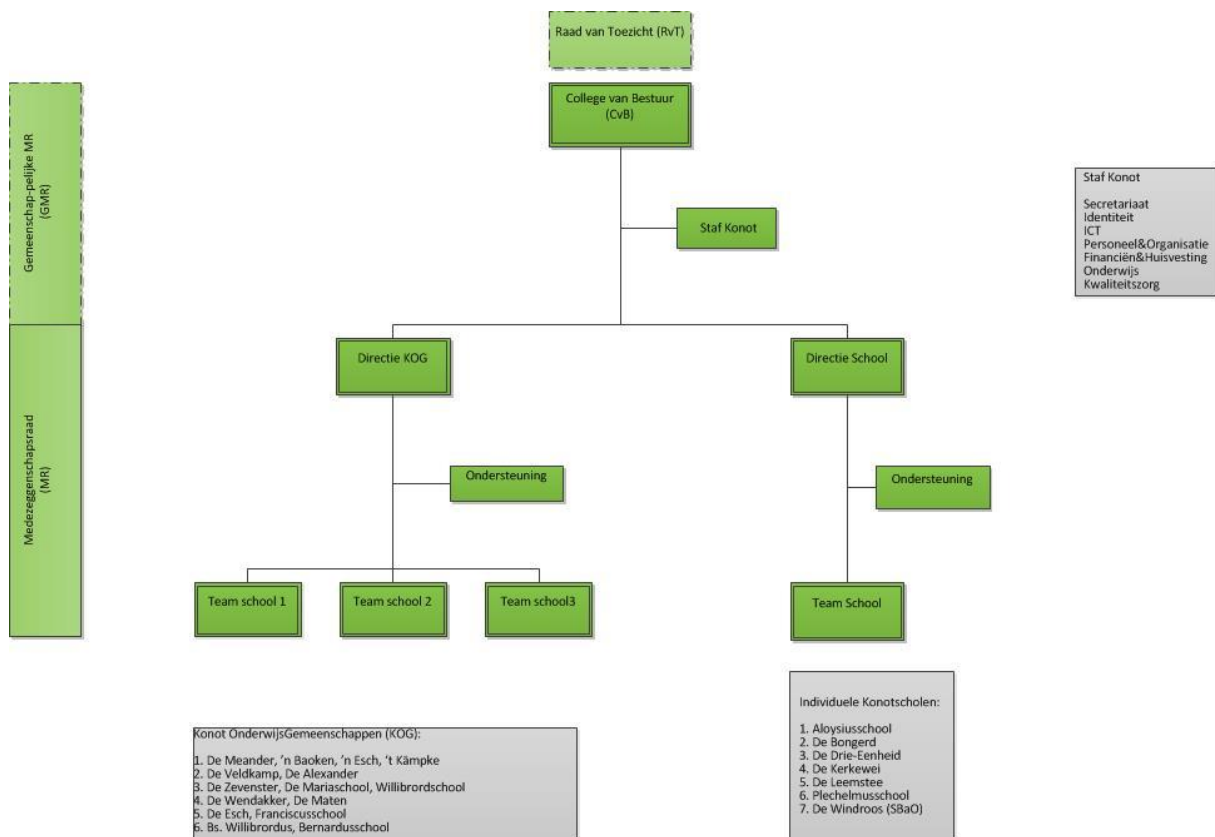 Raad van Toezicht (RvT)
College van Bestuur
(CvB)
Gemeenschap-pelijke MR
(GMR)
Staf Konot
Staf Konot
Secretariaat
Identiteit
ICT
Personeel&Organisatie
Financiën&Huisvesting
Onderwijs
Kwaliteitszorg
Directie KOG
Directie School
Medezeggenschapsraad
(MR)
Ondersteuning
Ondersteuning
Team school 1
Team school 2
Team school3
Team School
Konot OnderwijsGemeenschappen (KOG):
1. De Meander, 'n Baoken, 'n Esch, 't Kämpke
2. De Veldkamp, De Alexander
3. De Zevenster, De Mariaschool, Willibrordschool
4. De Wendakker, De Maten
5. De Esch, Franciscusschool
6. Bs. Willibrordus, Bernardusschool
Individuele Konotscholen:
1. Aloysiusschool
2. De Bongerd
3. De Drie-Eenheid
4. De Kerkewei
5. De Leemstee
6. Plechelmusschool
7. De Windroos (SBaO)